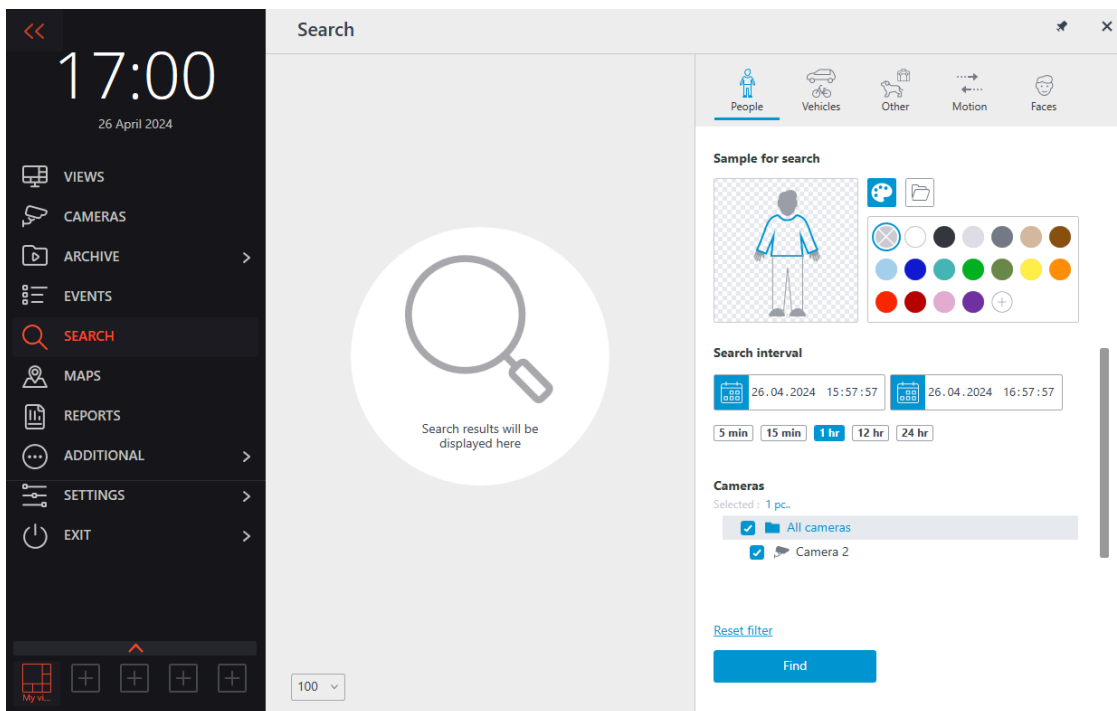 17:00
26 April 2024
VIEWS
CAMERAS
ARCHIVE
EVENTS
SEARCH
MAPS
REPORTS
ADDITIONAL
SETTINGS
EXIT
My vi...
Search
Search results will be
displayed here
100
People Vehicles Other Motion Faces
Sample for search
Search interval
26.04.2024 15:57:57 26.04.2024 16:57:57
5 min 15 min 1 hr 12 hr 24 hr
Cameras
Selected : 1 pc..
All cameras
Camera 2
Reset filter
Find